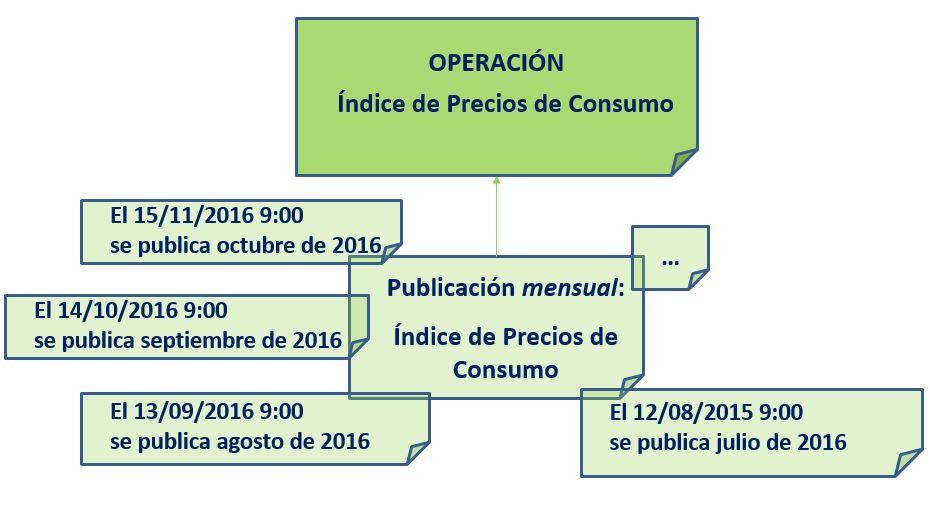 OPERACIÓN
Índice de Precios de Consumo
El 15/11/2016 9:00
se publica octubre de 2016
...
Publicación mensual:
Índice de Precios de
Consumo
El 14/10/2016 9:00
se publica septiembre de 2016
El 13/09/2016 9:00
se publica agosto de 2016
El 12/08/2015 9:00
se publica julio de 2016